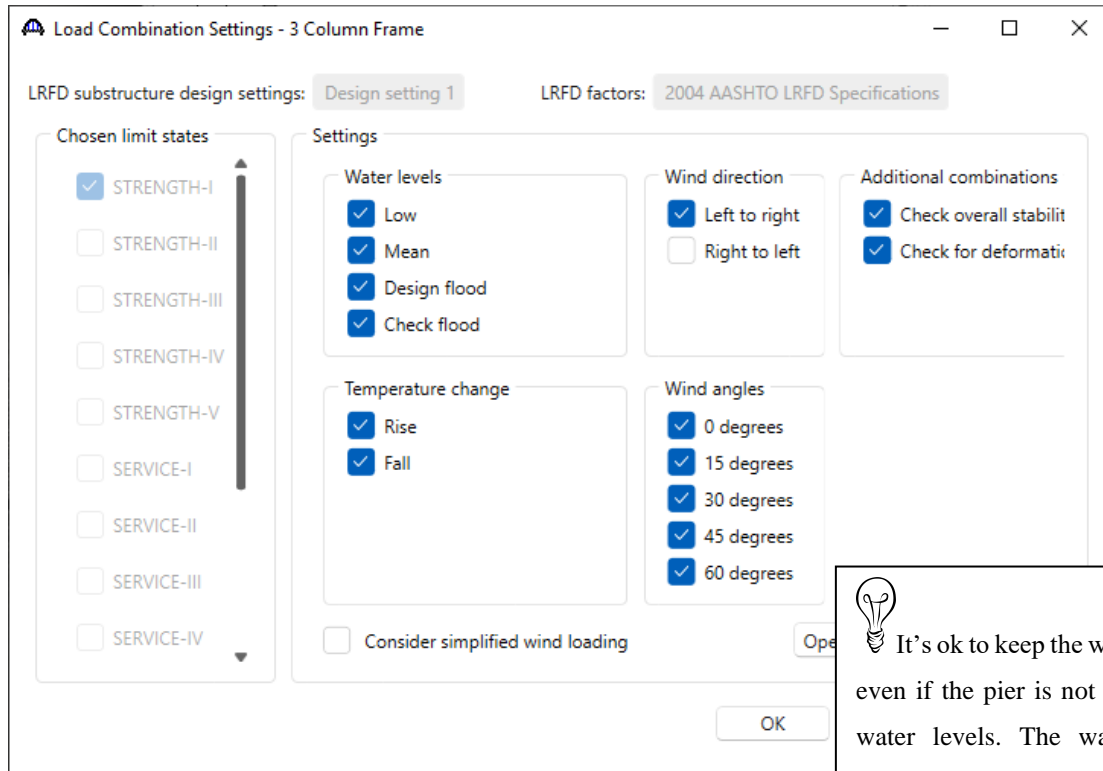 Load Combination Settings - 3 Column Frame
LRFD substructure design settings: Design setting 1 LRFD factors: 2004 AASHTO LRFD Specifications
Chosen limit states
STRENGTH-I
STRENGTH-II
STRENGTH-III
STRENGTH-IV
STRENGTH-V
SERVICE-I
SERVICE-II
SERVICE-III
SERVICE-IV
Settings
Water levels
Low
Mean
Design flood
Check flood
Wind direction
Left to right
Right to left
Additional combinations
Check overall stabilit
Check for deformatic
Temperature change
Rise
Fall
Wind angles
0 degrees
15 degrees
30 degrees
45 degrees
60 degrees
Consider simplified wind loading
Ope
OK
It's ok to keep the w
even if the pier is not
water levels. The wa